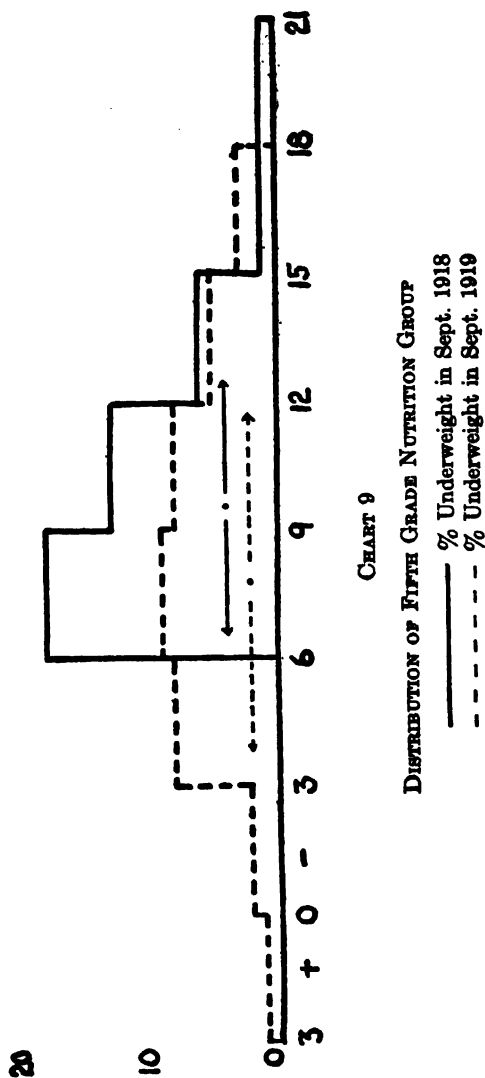 20
10
0
3 + 0 − 3 6 9 12 15 18 21
CHART 9
DISTRIBUTION OF FIFTH GRADE NUTRITION GROUP
% Underweight in Sept. 1918
% Underweight in Sept. 1919